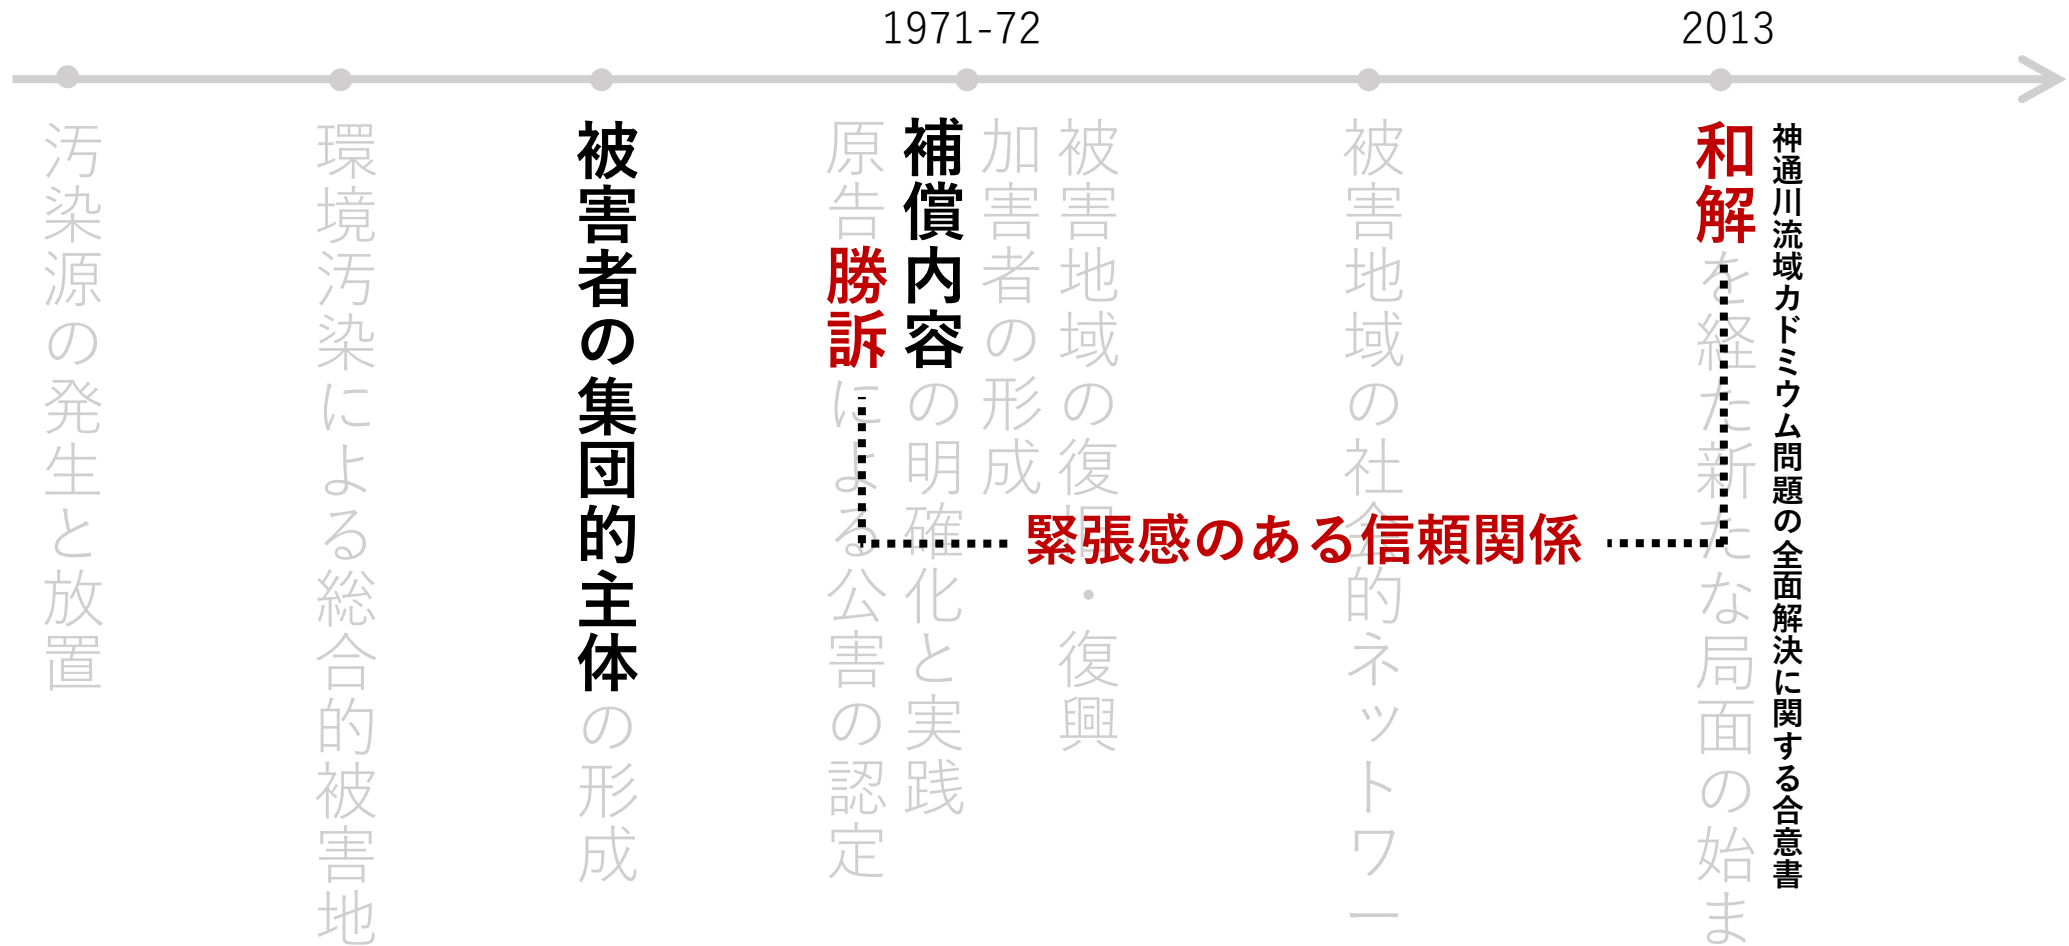 1971-72
2013
汚染源の発生と放置
環境汚染による総合的被害地
被害者の集団的主体の形成
原告勝訴による公害の認定
補償内容の明確化と実践
加害者の形成
被害地域の復旧・復興
被害地域の社会的ネットワー
和解を経た新たな局面の始ま
神通川流域カドミウム問題の全面解決に関する合意書
緊張感のある信頼関係